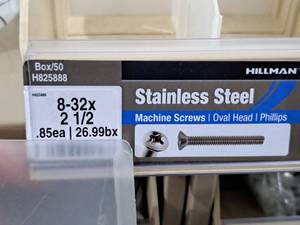 Box/50
H825888
HILLMAN
8-32x
2 1/2
.85ea | 26.99bx
Stainless Steel
Machine Screws | Oval Head | Phillips